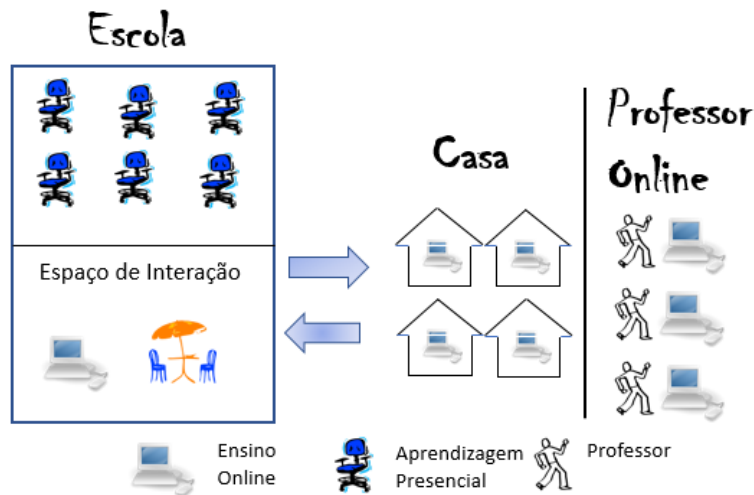 Escola
Espaço de Interação
Casa
Professor
Online
Ensino
Online
Aprendizagem
Presencial
Professor